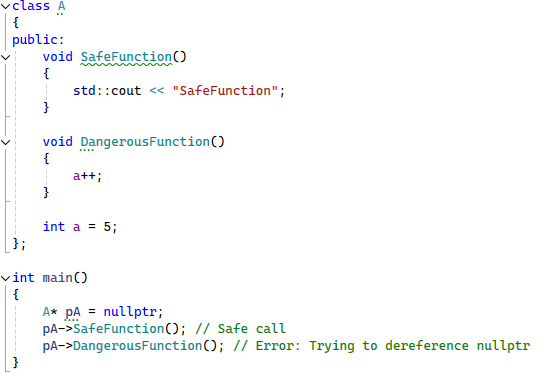 class A
{
public:
    void SafeFunction()
    {
        std::cout << "SafeFunction";
    }

    void DangerousFunction()
    {
        a++;
    }

    int a = 5;
};

int main()
{
    A* pA = nullptr;
    pA->SafeFunction(); // Safe call
    pA->DangerousFunction(); // Error: Trying to dereference nullptr
}